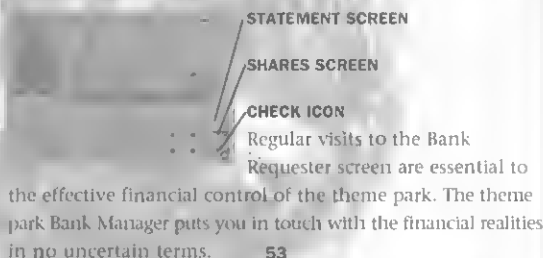 STATEMENT SCREEN
SHARES SCREEN
CHECK ICON
Regular visits to the Bank
Requester screen are essential to
the effective financial control of the theme park. The theme
park Bank Manager puts you in touch with the financial realities
in no uncertain terms.
53